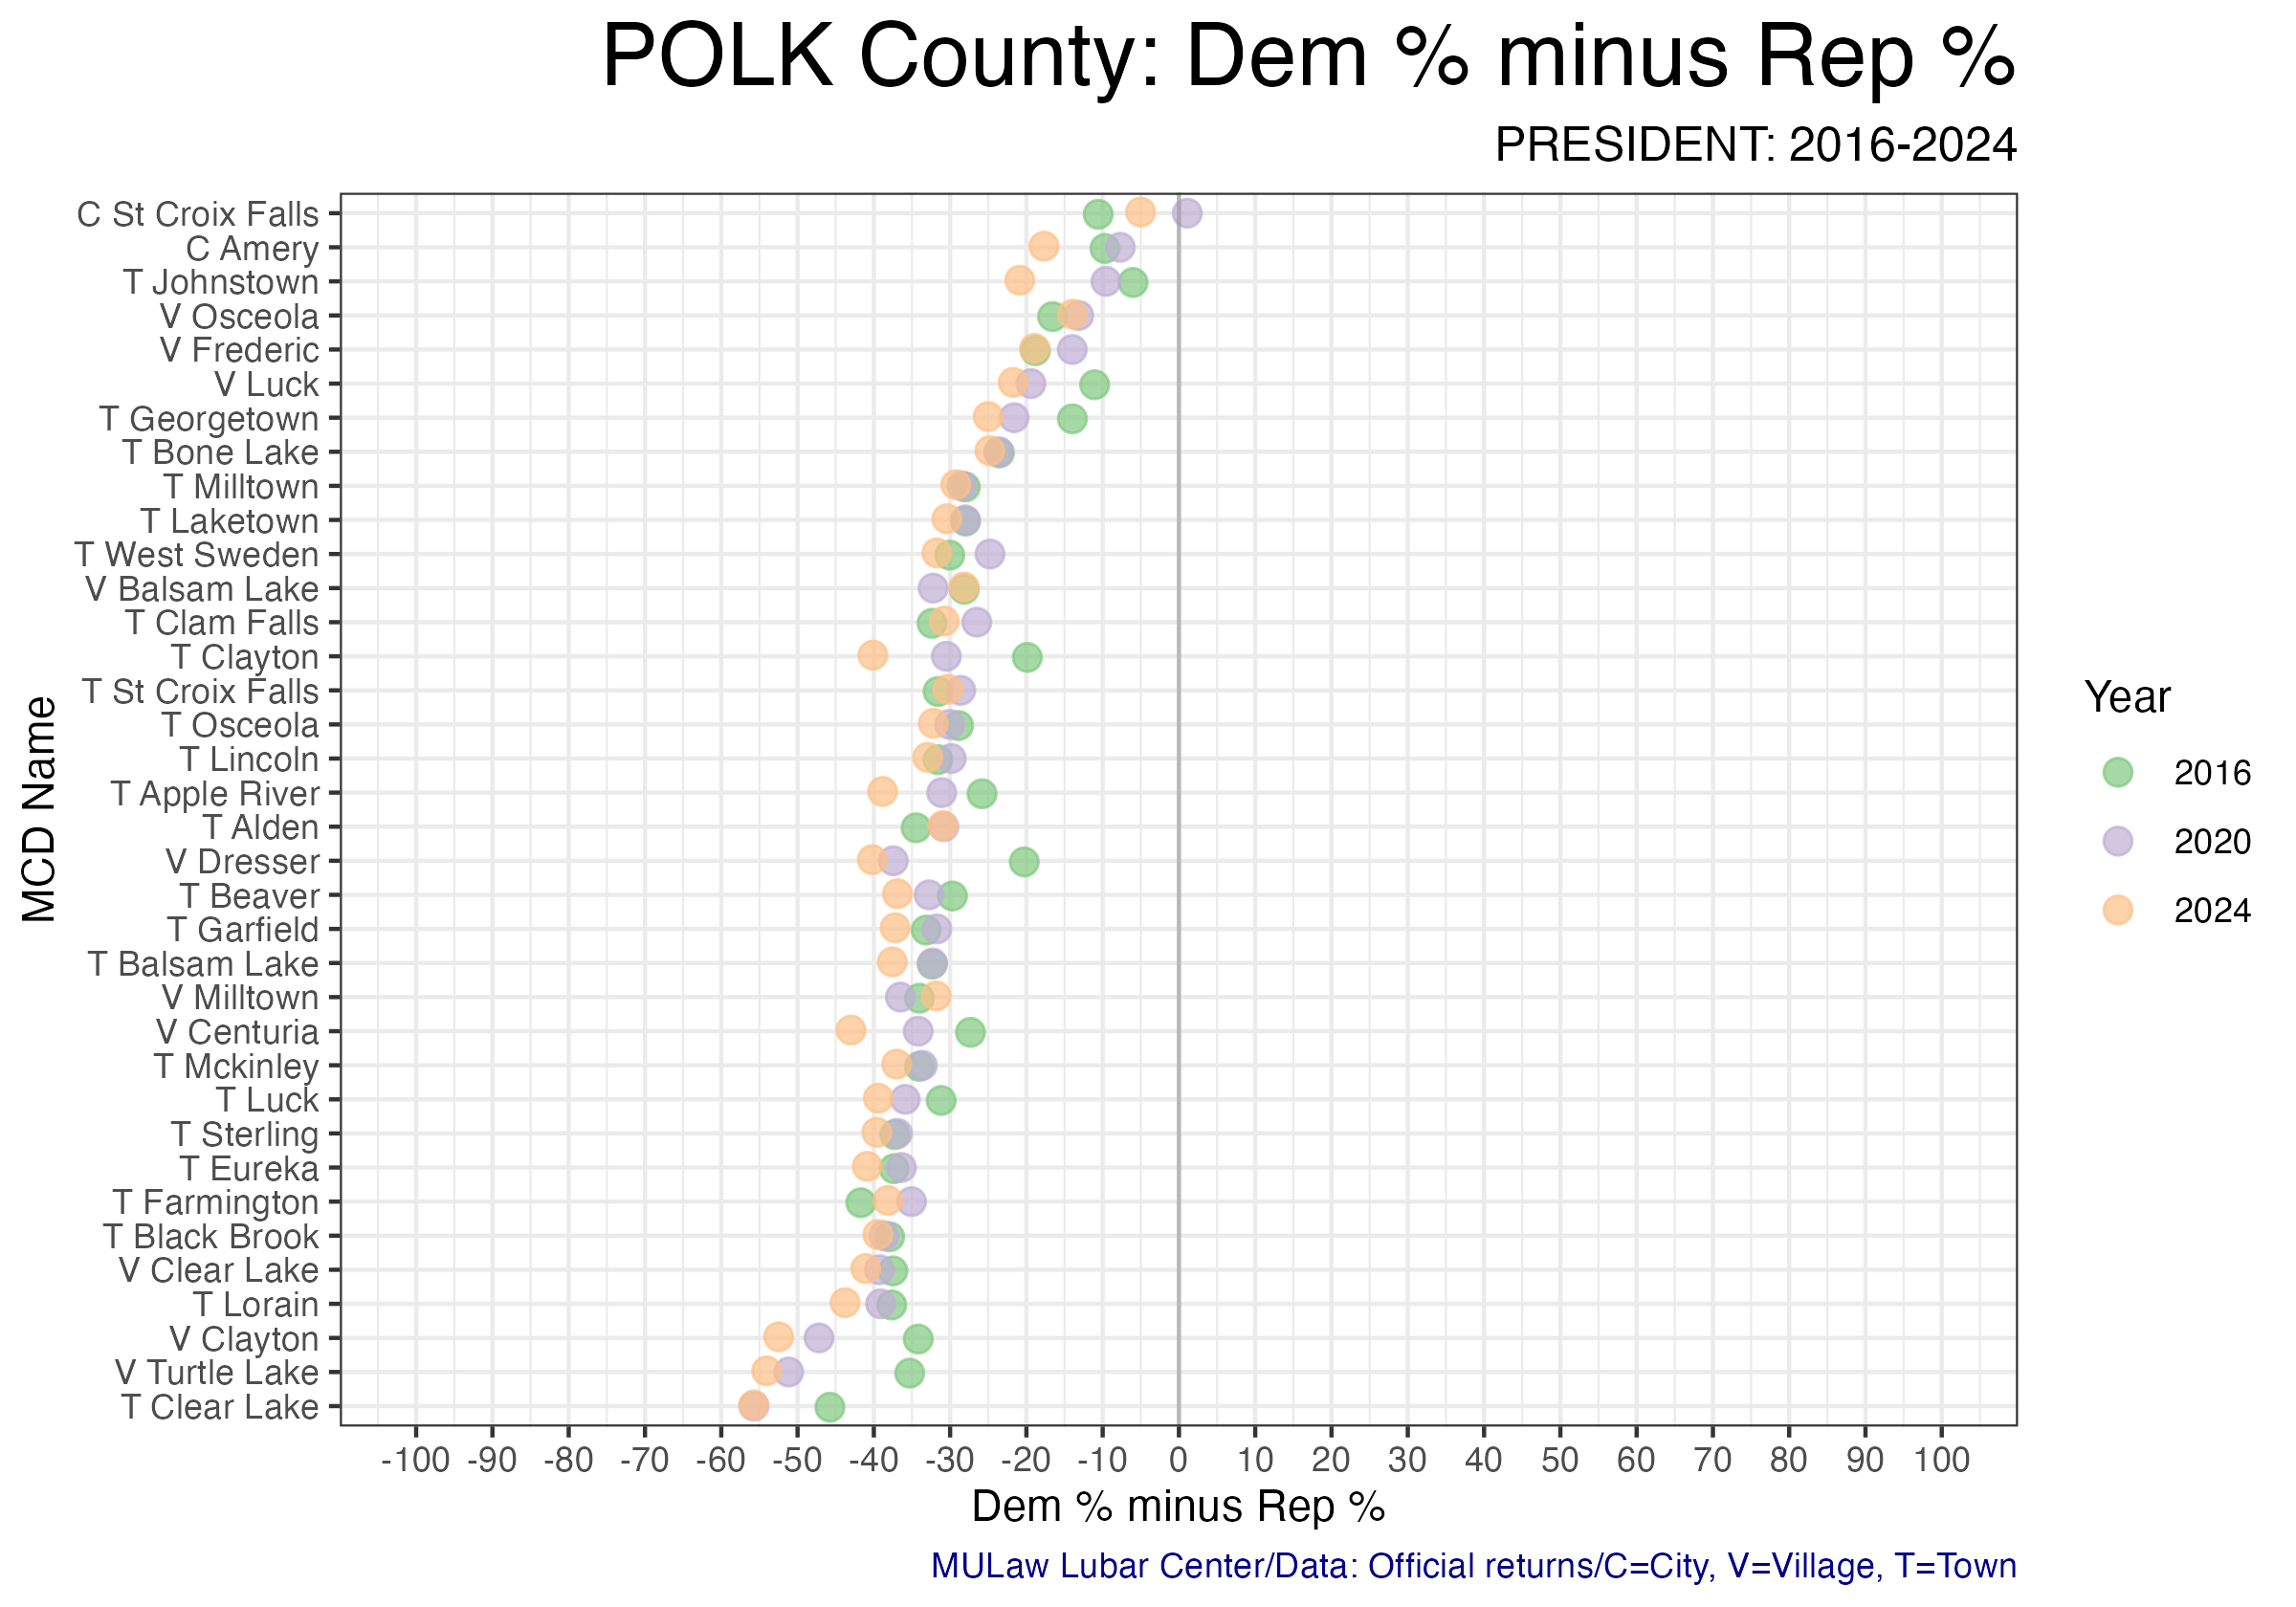 POLK County: Dem % minus Rep %
PRESIDENT: 2016-2024
MCD Name
C St Croix Falls
C Amery
T Johnstown
V Osceola
V Frederic
V Luck
T Georgetown
T Bone Lake
T Milltown
T Laketown
T West Sweden
V Balsam Lake
T Clam Falls
T Clayton
T St Croix Falls
T Osceola
T Lincoln
T Apple River
T Alden
V Dresser
T Beaver
T Garfield
T Balsam Lake
V Milltown
V Centuria
T Mckinley
T Luck
T Sterling
T Eureka
T Farmington
T Black Brook
V Clear Lake
T Lorain
V Clayton
V Turtle Lake
T Clear Lake
-100 -90 -80 -70 -60 -50 -40 -30 -20 -10 0 10 20 30 40 50 60 70 80 90 100
Dem % minus Rep %
Year
2016
2020
2024
MULaw Lubar Center/Data: Official returns/C=City, V=Village, T=Town